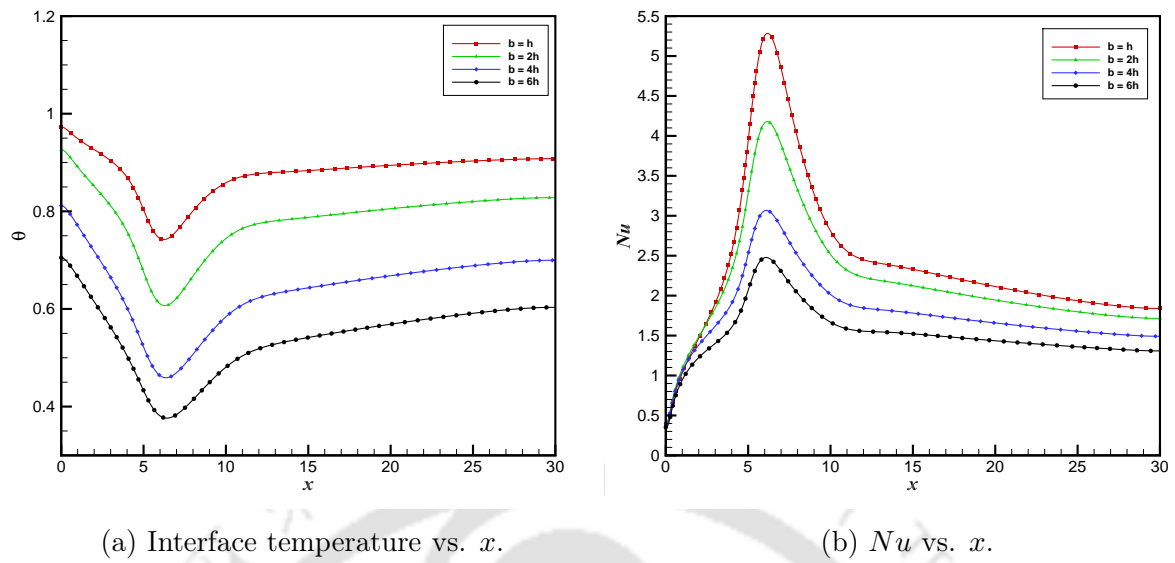 1.2
1
0.8
0.6
0.4
θ
0 5 10 15 20 25 30
x
b = h
b = 2h
b = 4h
b = 6h
5.5
5
4.5
4
3.5
3
2.5
2
1.5
1
0.5
0
Nu
0 5 10 15 20 25 30
x
b = h
b = 2h
b = 4h
b = 6h
(a) Interface temperature vs. x.
(b) Nu vs. x.